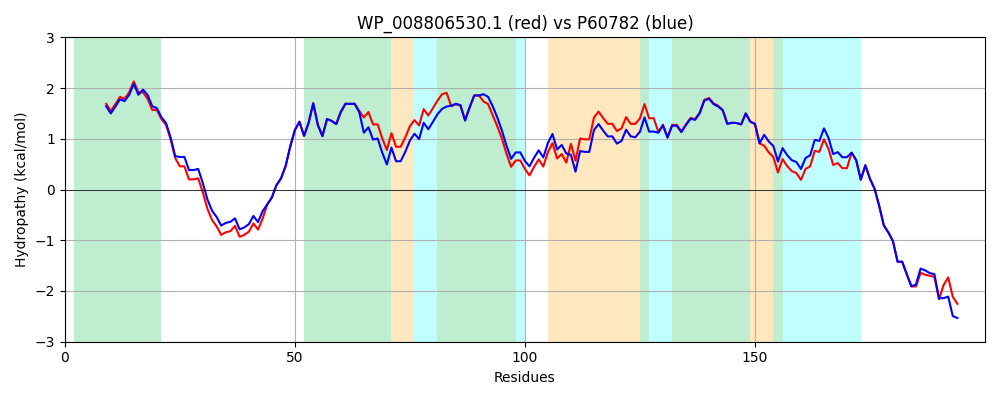 WP_008806530.1 (red) vs P60782 (blue)
3
2
1
0
−1
−2
−3
Hydropathy (kcal/mol)
0 50 100 150
Residues